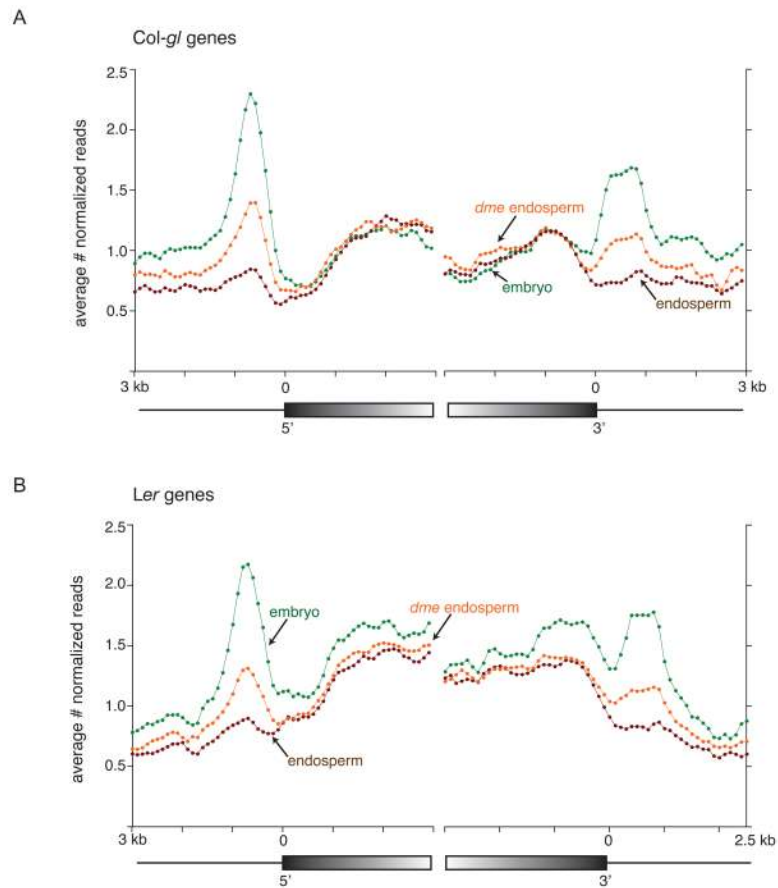 A
Col-gl genes
average # normalized reads
2.5
2.0
1.5
1.0
0.5
dme endosperm
embryo
endosperm
3 kb
0
0
3 kb
5'
3'
B
Ler genes
average # normalized reads
2.5
2.0
1.5
1.0
0.5
embryo
dme endosperm
endosperm
3 kb
0
0
2.5 kb
5'
3'